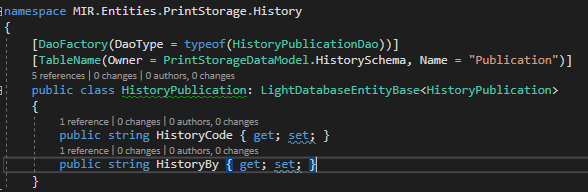 namespace MIR.Entities.PrintStorage.History
{
[DaoFactory(DaoType = typeof(HistoryPublicationDao))]
[TableName(Owner = PrintStorageDataModel.HistorySchema, Name = "Publication")]
5 references | 0 changes | 0 authors, 0 changes
public class HistoryPublication: LightDatabaseEntityBase<HistoryPublication>
{
1 reference | 0 changes | 0 authors, 0 changes
public string HistoryCode { get; set; }
1 reference | 0 changes | 0 authors, 0 changes
public string HistoryBy { get; set; }
}